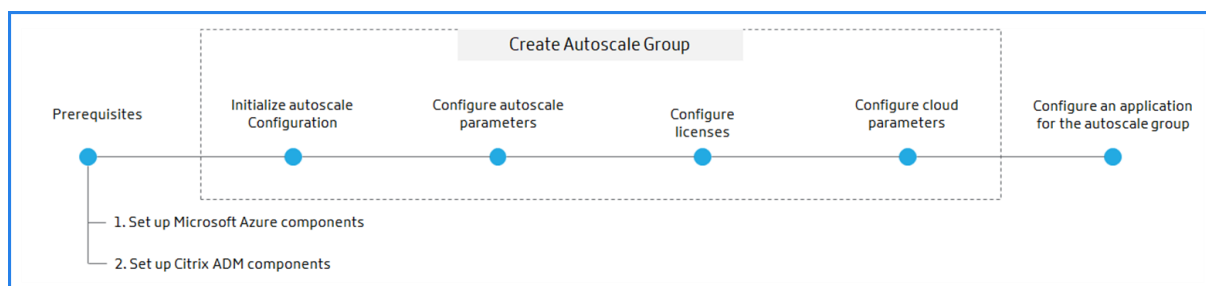 Create Autoscale Group
Prerequisites
Initialize autoscale
Configuration
Configure autoscale
parameters
Configure
licenses
Configure cloud
parameters
Configure an application
for the autoscale group
1. Set up Microsoft Azure components
2. Set up Citrix ADM components